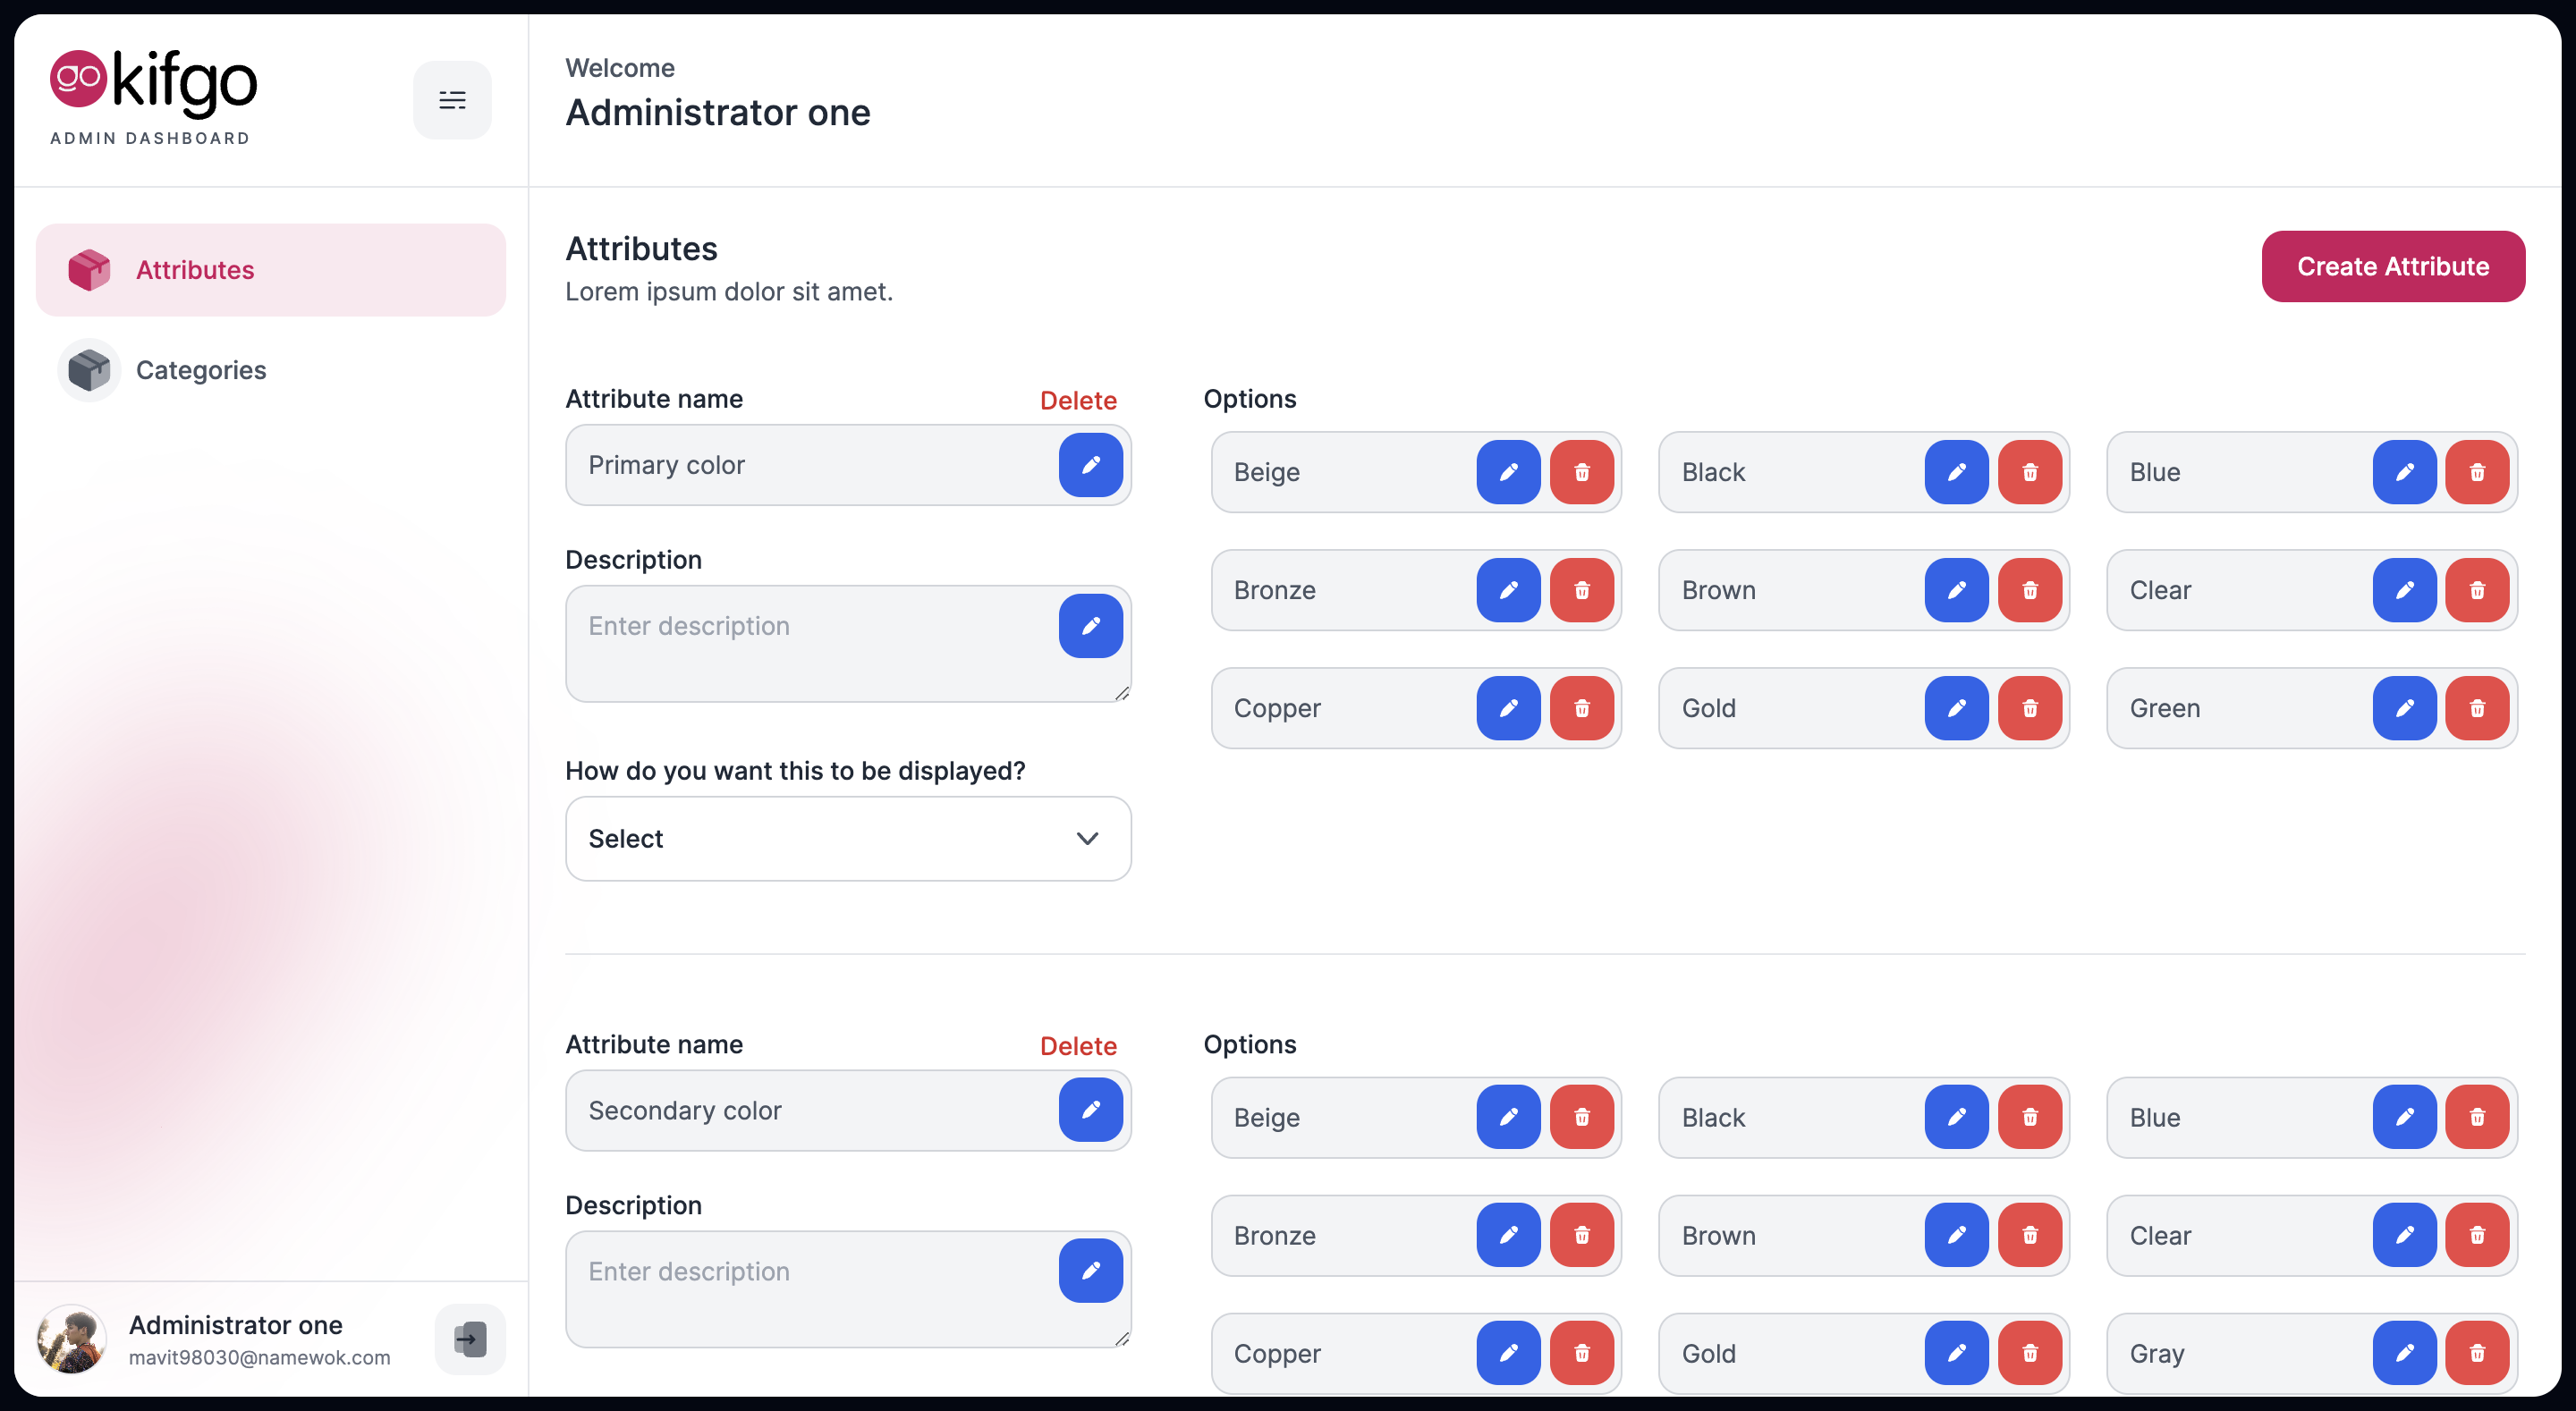 go kifgo
ADMIN DASHBOARD
Attributes
Categories
Administrator one
mavit98030@namewok.com
Welcome
Administrator one
Attributes
Lorem ipsum dolor sit amet.
Create Attribute
Attribute name
Delete
Primary color
Description
Enter description
How do you want this to be displayed?
Select
Options
Beige
Black
Blue
Bronze
Brown
Clear
Copper
Gold
Green
Attribute name
Delete
Secondary color
Description
Enter description
Options
Beige
Black
Blue
Bronze
Brown
Clear
Copper
Gold
Gray